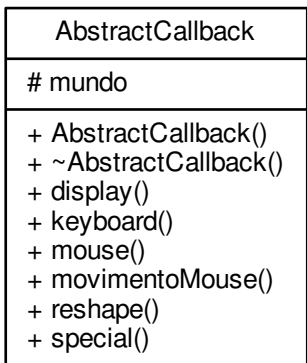 AbstractCallback
# mundo
+ AbstractCallback()
+ ~AbstractCallback()
+ display()
+ keyboard()
+ mouse()
+ movimentoMouse()
+ reshape()
+ special()